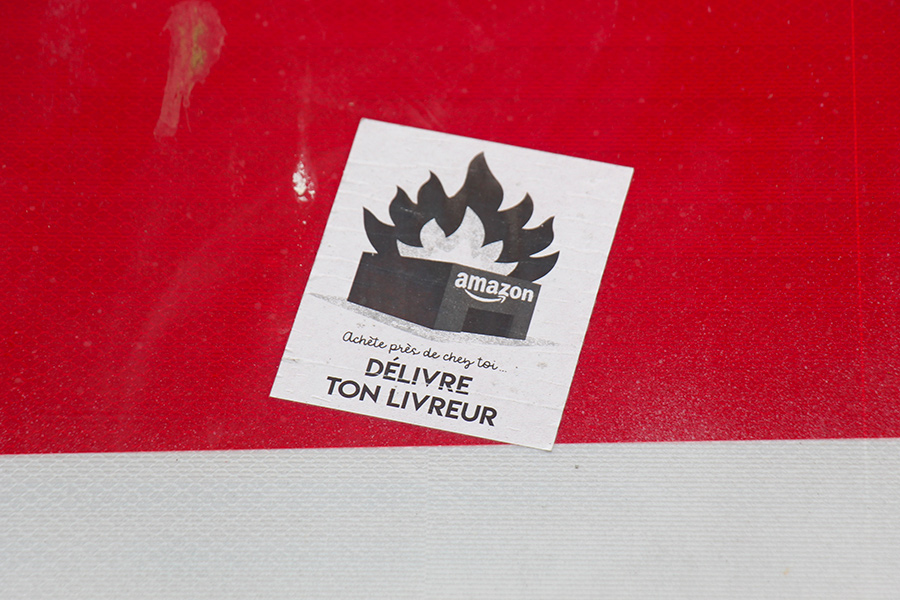 amazon
Achète près de chez toi...
DÉLIVRE
TON LIVREUR